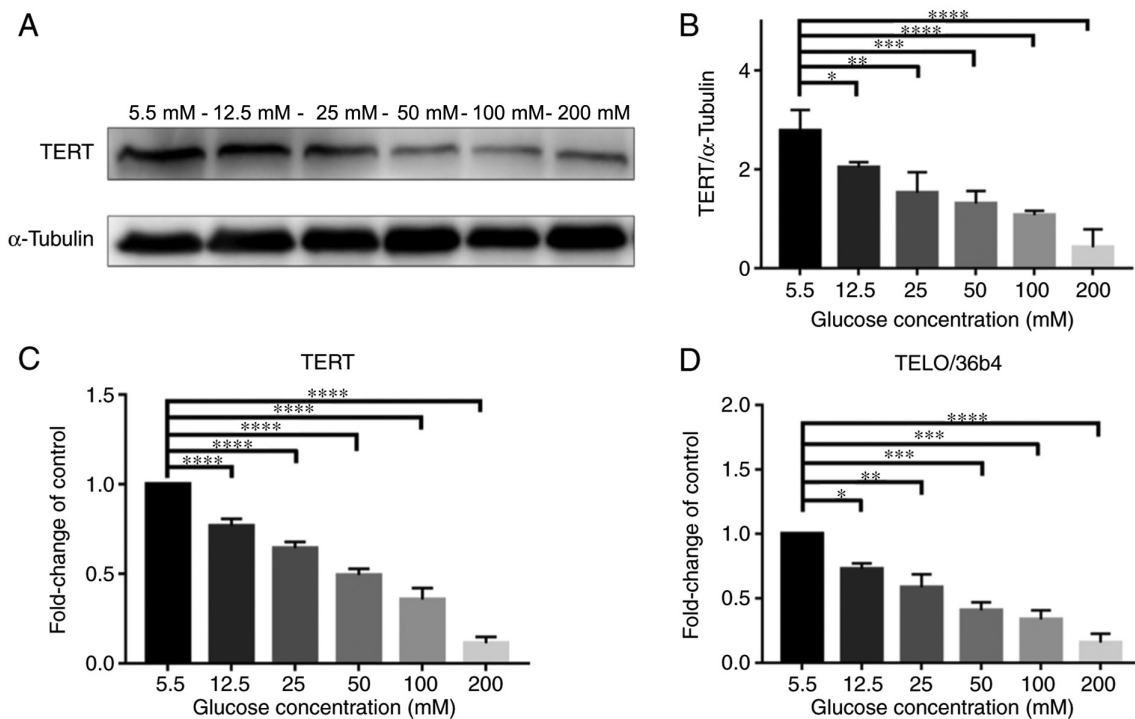 A
5.5 mM - 12.5 mM - 25 mM - 50 mM - 100 mM - 200 mM
TERT
α-Tubulin
B
****
****
***
**
*
TERT/α-Tubulin
4
2
0
5.5 12.5 25 50 100 200
Glucose concentration (mM)
C
TERT
****
****
****
****
****
Fold-change of control
1.5
1.0
0.5
0.0
5.5 12.5 25 50 100 200
Glucose concentration (mM)
D
TELO/36b4
****
***
***
**
*
Fold-change of control
2.0
1.5
1.0
0.5
0.0
5.5 12.5 25 50 100 200
Glucose concentration (mM)